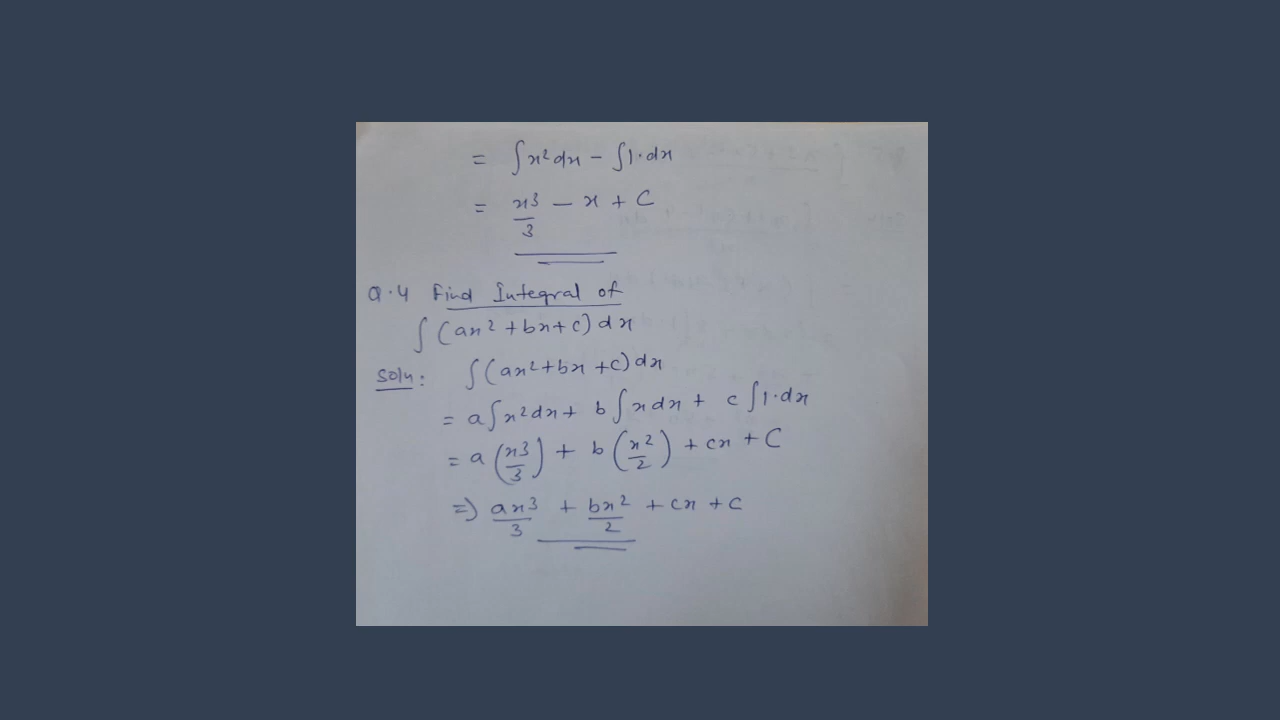 = ∫x²dx − ∫1·dx
= x³/3 − x + C
Q.4 Find Integral of
∫(ax² + bx + c) dx
Soln: ∫(ax² + bx + c) dx
= a∫x²dx + b∫xdx + c∫1·dx
= a(x³/3) + b(x²/2) + cx + C
=) ax³/3 + bx²/2 + cx + C